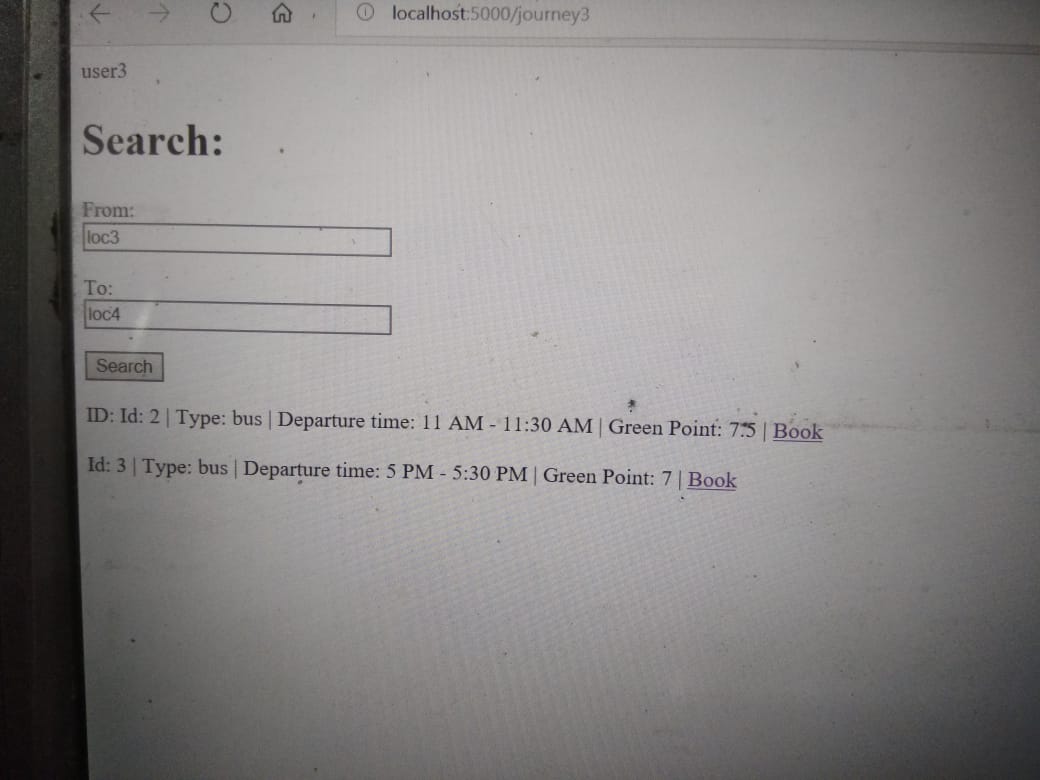 localhost:5000/journey3
user3
Search:
From:
loc3
To:
loc4
Search
ID: Id: 2 | Type: bus | Departure time: 11 AM - 11:30 AM | Green Point: 7.5 | Book
Id: 3 | Type: bus | Departure time: 5 PM - 5:30 PM | Green Point: 7 | Book